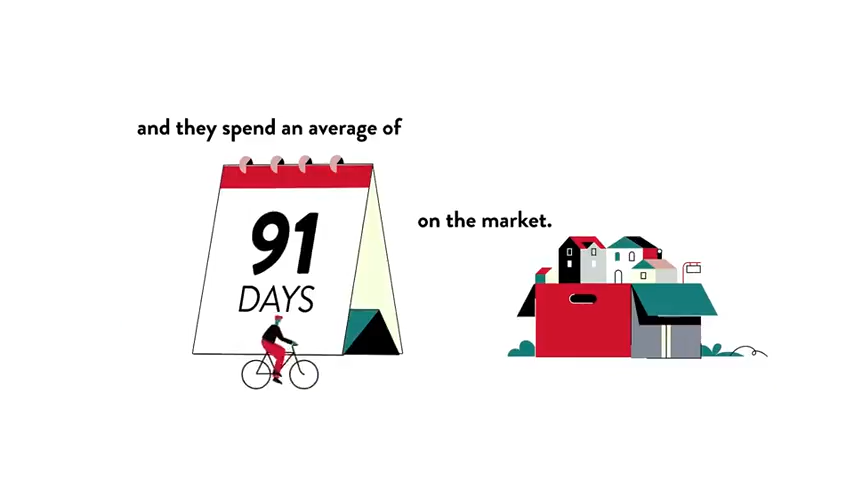 and they spend an average of
91
DAYS
on the market.